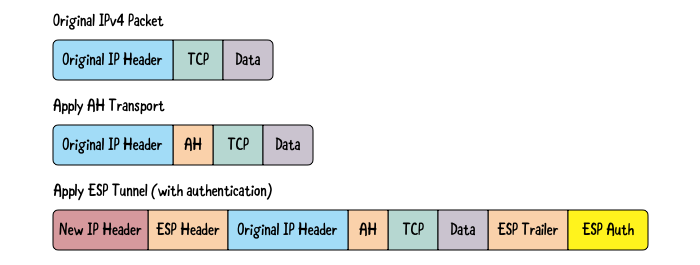 Original IPv4 Packet
Original IP Header TCP Data
Apply AH Transport
Original IP Header AH TCP Data
Apply ESP Tunnel (with authentication)
New IP Header ESP Header Original IP Header AH TCP Data ESP Trailer ESP Auth